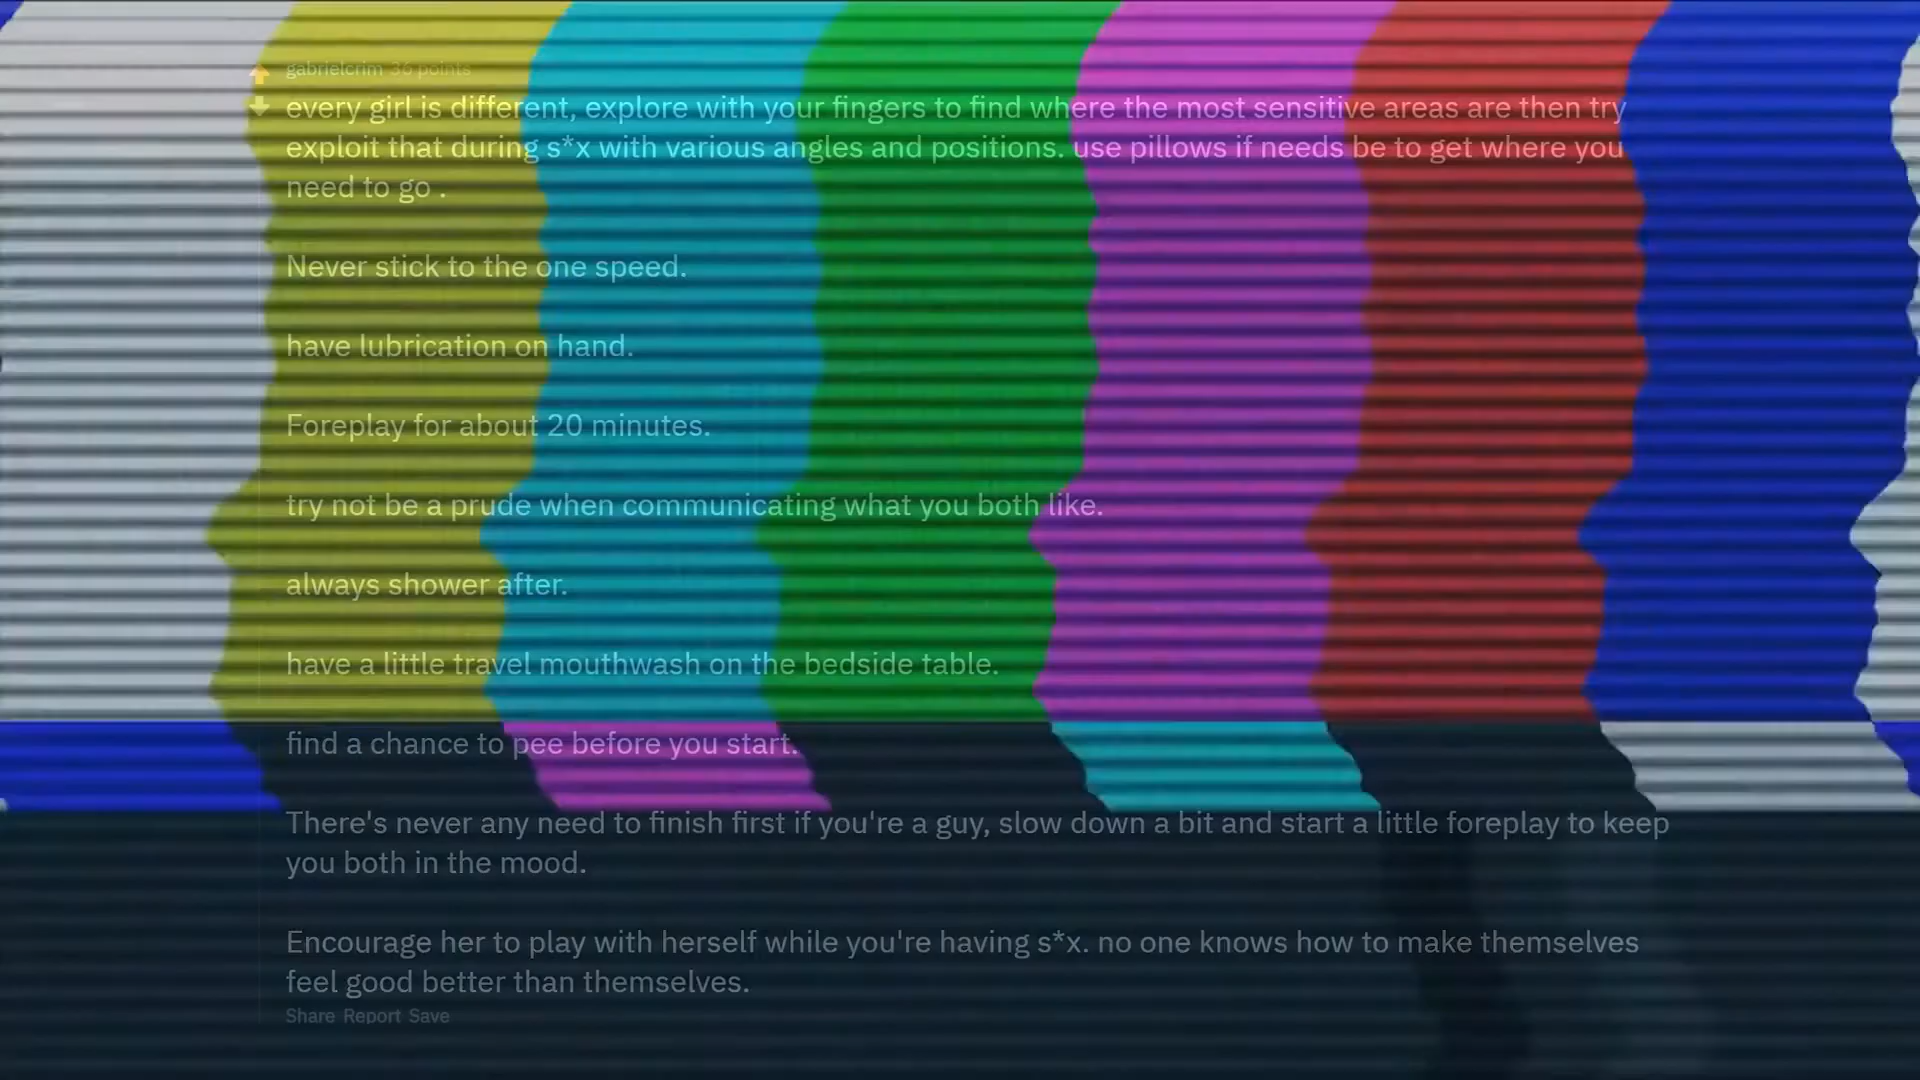 gabrielcrim 36 points
every girl is different, explore with your fingers to find where the most sensitive areas are then try
exploit that during s*x with various angles and positions. use pillows if needs be to get where you
need to go .
Never stick to the one speed.
have lubrication on hand.
Foreplay for about 20 minutes.
try not be a prude when communicating what you both like.
always shower after.
have a little travel mouthwash on the bedside table.
find a chance to pee before you start.
There's never any need to finish first if you're a guy, slow down a bit and start a little foreplay to keep
you both in the mood.
Encourage her to play with herself while you're having s*x. no one knows how to make themselves
feel good better than themselves.
Share Report Save